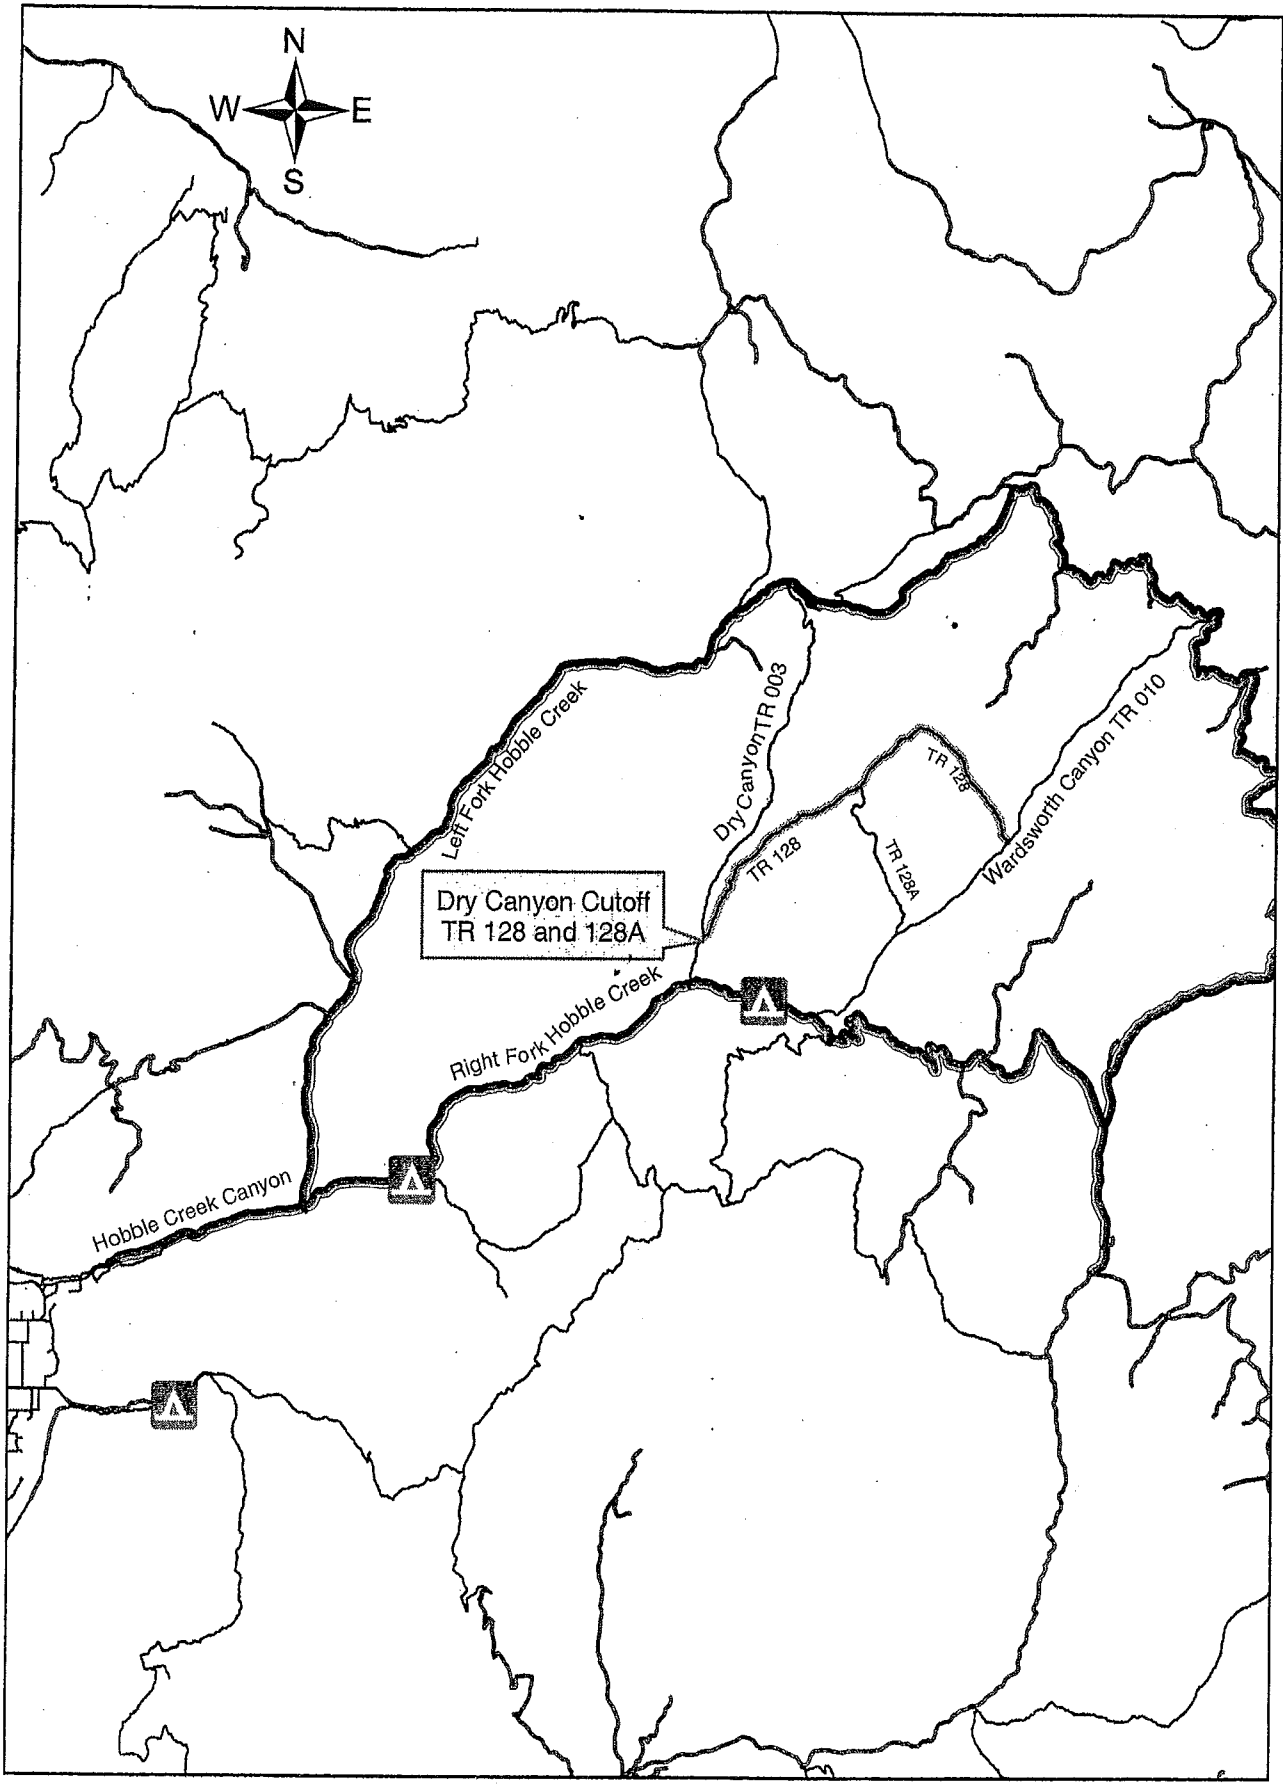 N
W E
S
Left Fork Hobble Creek
Dry Canyon TR 003
TR 128
Wardsworth Canyon TR 010
TR 128
TR 128A
Dry Canyon Cutoff
TR 128 and 128A
Right Fork Hobble Creek
Hobble Creek Canyon